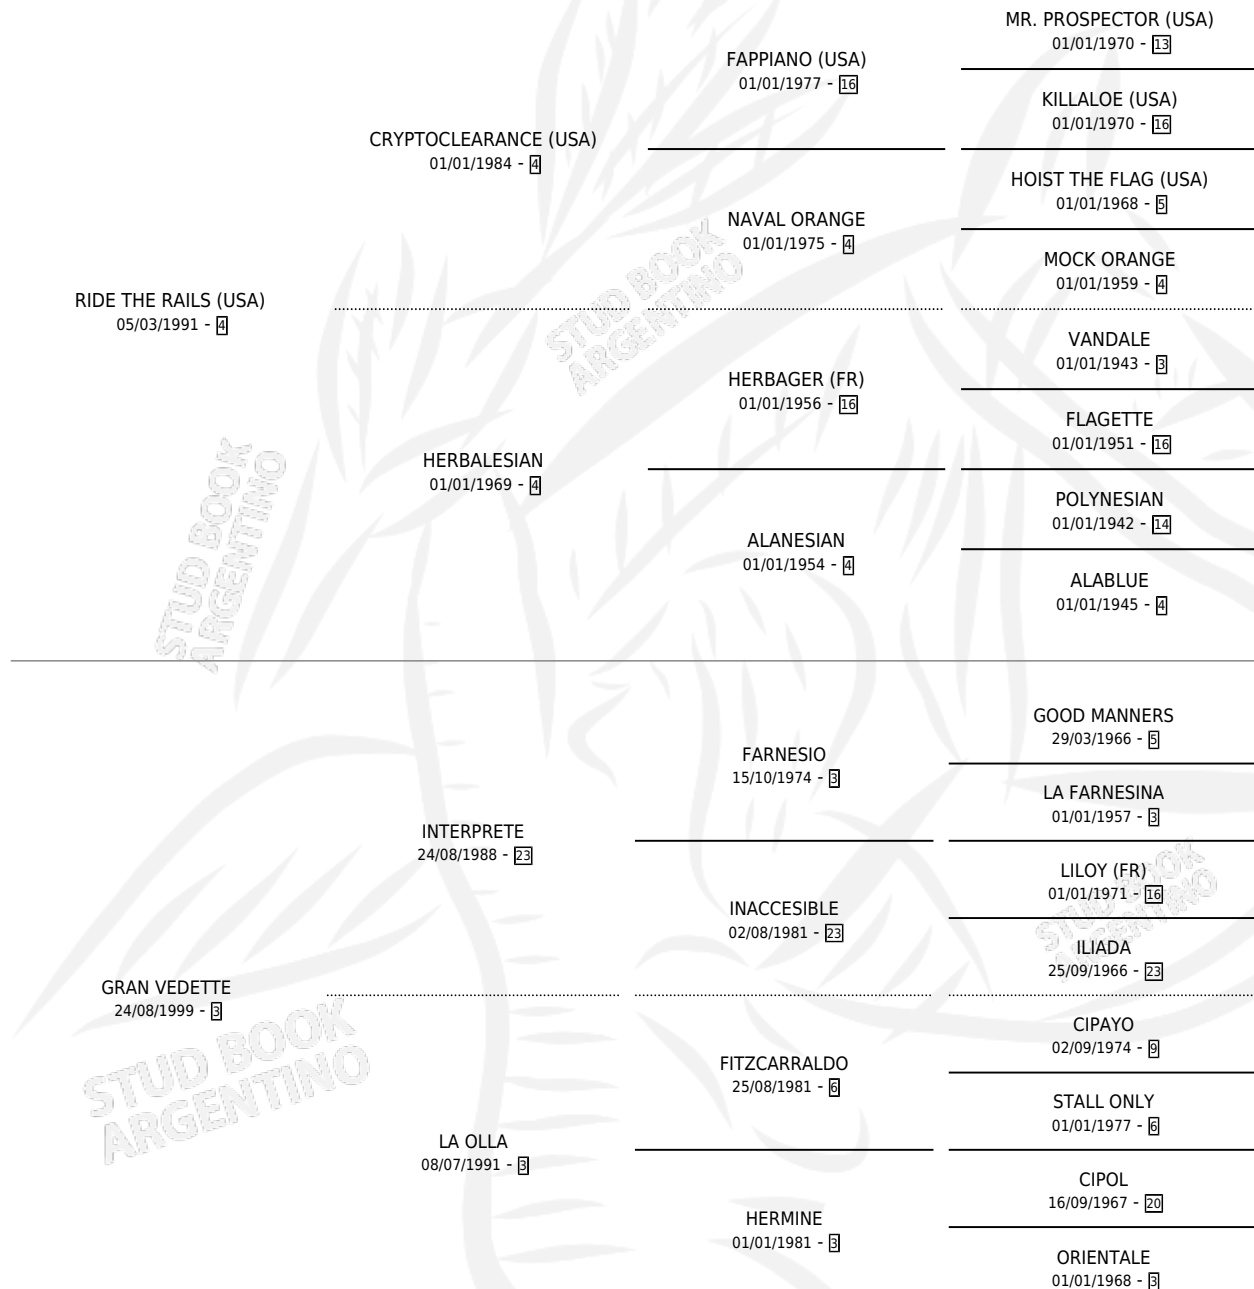 MR. PROSPECTOR (USA)
01/01/1970 - 13
FAPPIANO (USA)
01/01/1977 - 16
KILLALOE (USA)
01/01/1970 - 16
CRYPTOCLEARANCE (USA)
01/01/1984 - 4
HOIST THE FLAG (USA)
01/01/1968 - 5
NAVAL ORANGE
01/01/1975 - 4
MOCK ORANGE
01/01/1959 - 4
RIDE THE RAILS (USA)
05/03/1991 - 4
VANDALE
01/01/1943 - 3
HERBAGER (FR)
01/01/1956 - 16
FLAGETTE
01/01/1951 - 16
HERBALESIAN
01/01/1969 - 4
POLYNESIAN
01/01/1942 - 14
ALANESIAN
01/01/1954 - 4
ALABLUE
01/01/1945 - 4
STUD BOOK
ARGENTINO
STUD BOOK
ARGENTINO
GOOD MANNERS
29/03/1966 - 5
FARNESIO
15/10/1974 - 3
LA FARNESINA
01/01/1957 - 3
INTERPRETE
24/08/1988 - 23
LILOY (FR)
01/01/1971 - 16
INACCESIBLE
02/08/1981 - 23
ILIADA
25/09/1966 - 23
STUD BOOK
ARGENTINO
GRAN VEDETTE
24/08/1999 - 3
CIPAYO
02/09/1974 - 9
FITZCARRALDO
25/08/1981 - 6
STALL ONLY
01/01/1977 - 6
STUD BOOK
ARGENTINO
LA OLLA
08/07/1991 - 3
CIPOL
16/09/1967 - 20
HERMINE
01/01/1981 - 3
ORIENTALE
01/01/1968 - 3